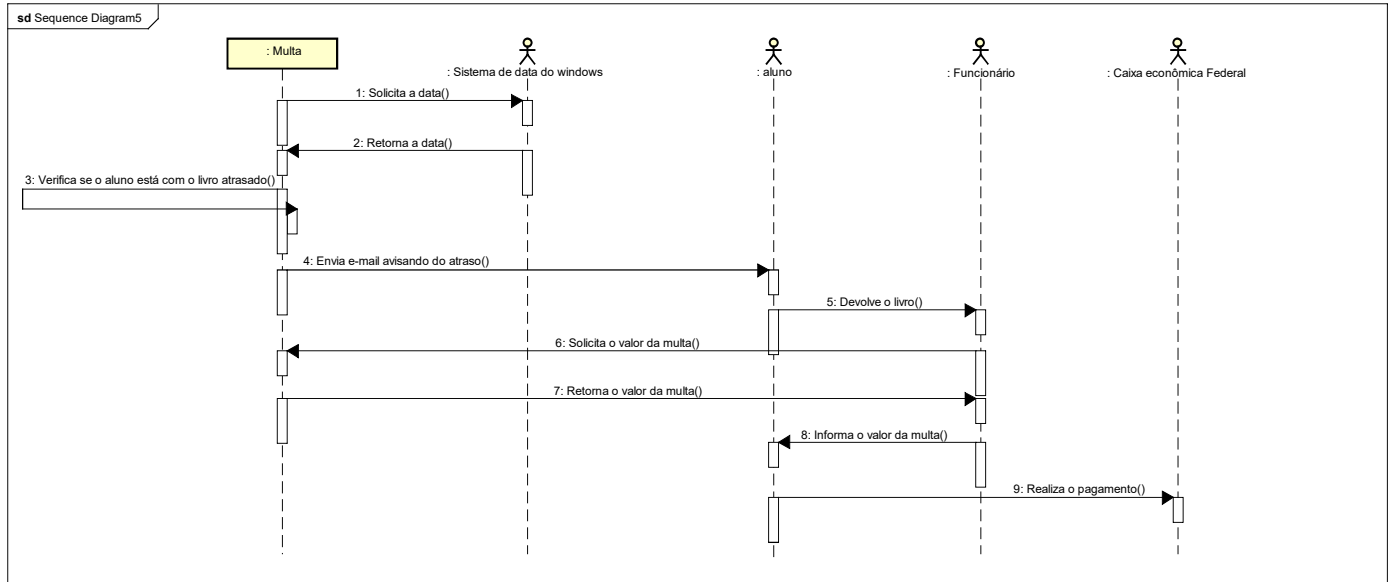 sd Sequence Diagram5
: Multa
: Sistema de data do windows
: aluno
: Funcionário
: Caixa econômica Federal
1: Solicita a data()
2: Retorna a data()
3: Verifica se o aluno está com o livro atrasado()
4: Envia e-mail avisando do atraso()
5: Devolve o livro()
6: Solicita o valor da multa()
7: Retorna o valor da multa()
8: Informa o valor da multa()
9: Realiza o pagamento()